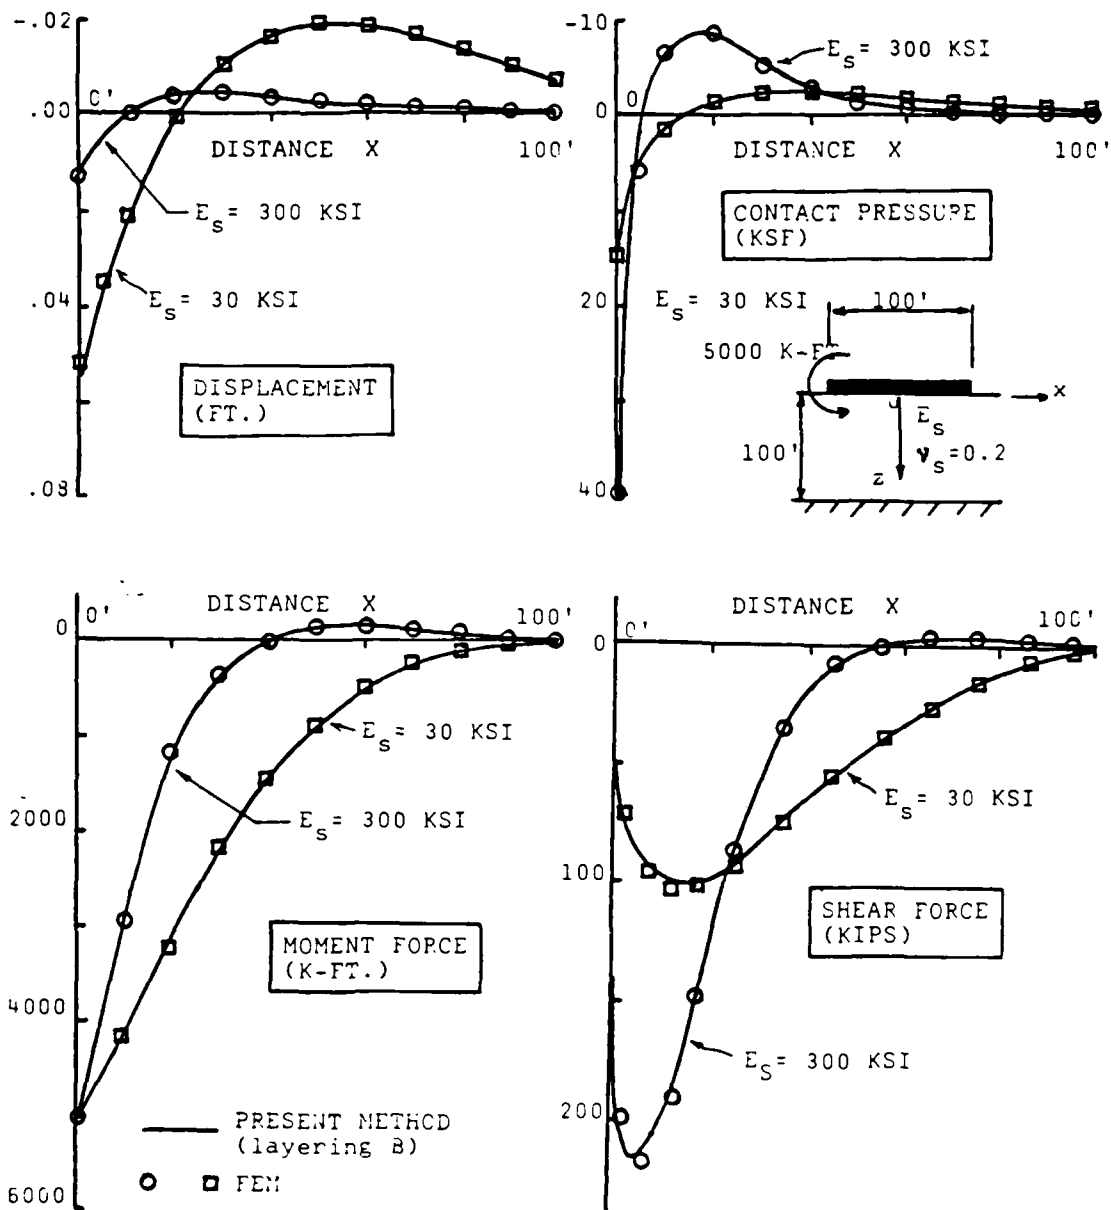 -.02
0'
.00
DISTANCE X
100'
E_s= 300 KSI
.04
E_s= 30 KSI
DISPLACEMENT
(FT.)
.08
-10
E_s= 300 KSI
0
0
DISTANCE X
100'
10
CONTACT PRESSURE
(KSF)
20
E_s= 30 KSI
100'
5000 K-FT
x
E_s
100'
ν_s=0.2
z
40
0'
DISTANCE X
100'
0
E_s= 30 KSI
2000
E_s= 300 KSI
MOMENT FORCE
(K-FT.)
4000
PRESENT METHOD
(layering B)
FEM
6000
DISTANCE X
0'
100'
0
E_s= 30 KSI
100
SHEAR FORCE
(KIPS)
E_s= 300 KSI
200